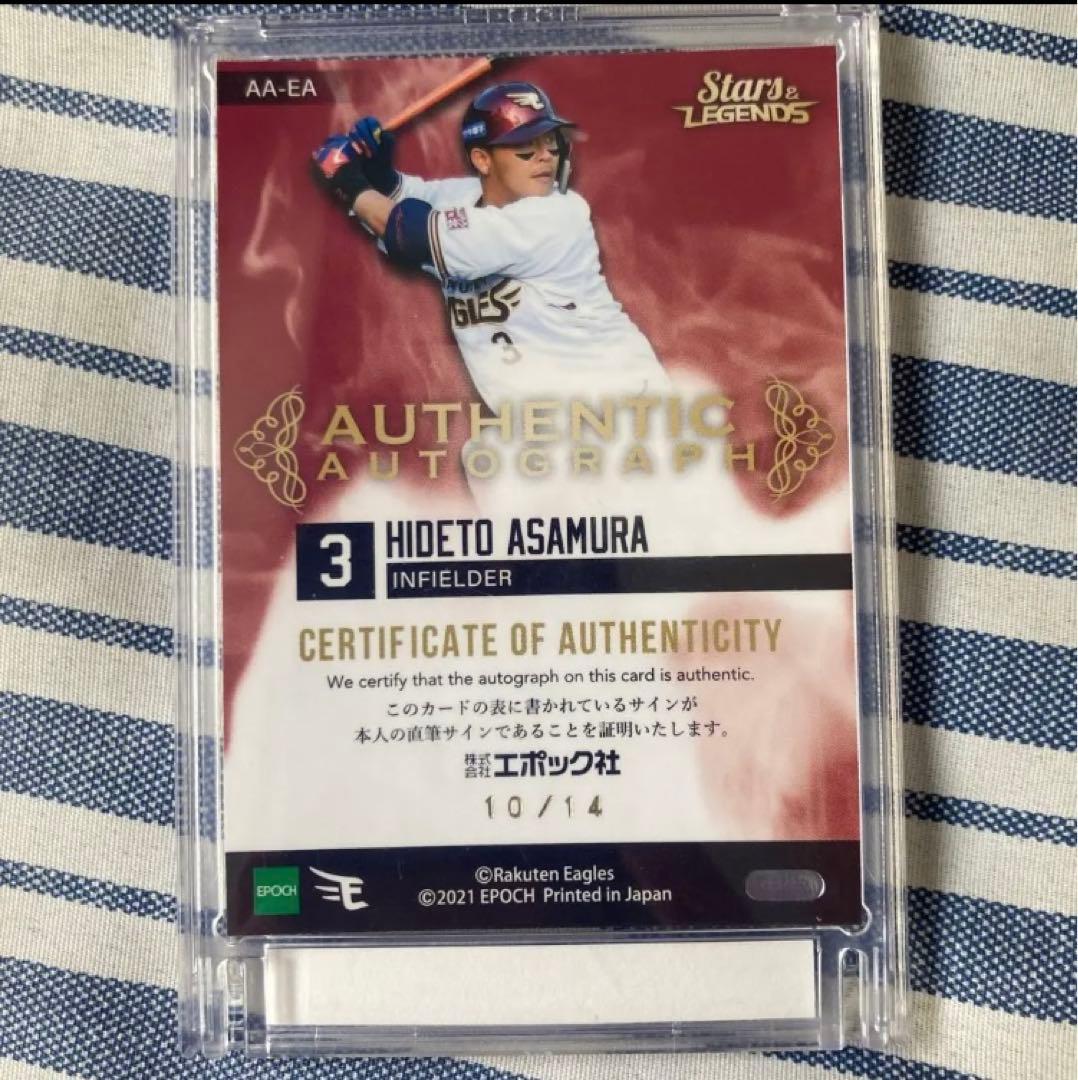 AA-EA
Stars &
LEGENDS
GLES
3
AUTHENTIC
AUTOGRAPH
3
HIDETO ASAMURA
INFIELDER
CERTIFICATE OF AUTHENTICITY
We certify that the autograph on this card is authentic.
このカードの表に書かれているサインが
本人の直筆サインであることを証明いたします。
株式会社エポック社
10/14
EPOCH
E
©Rakuten Eagles
©2021 EPOCH Printed in Japan